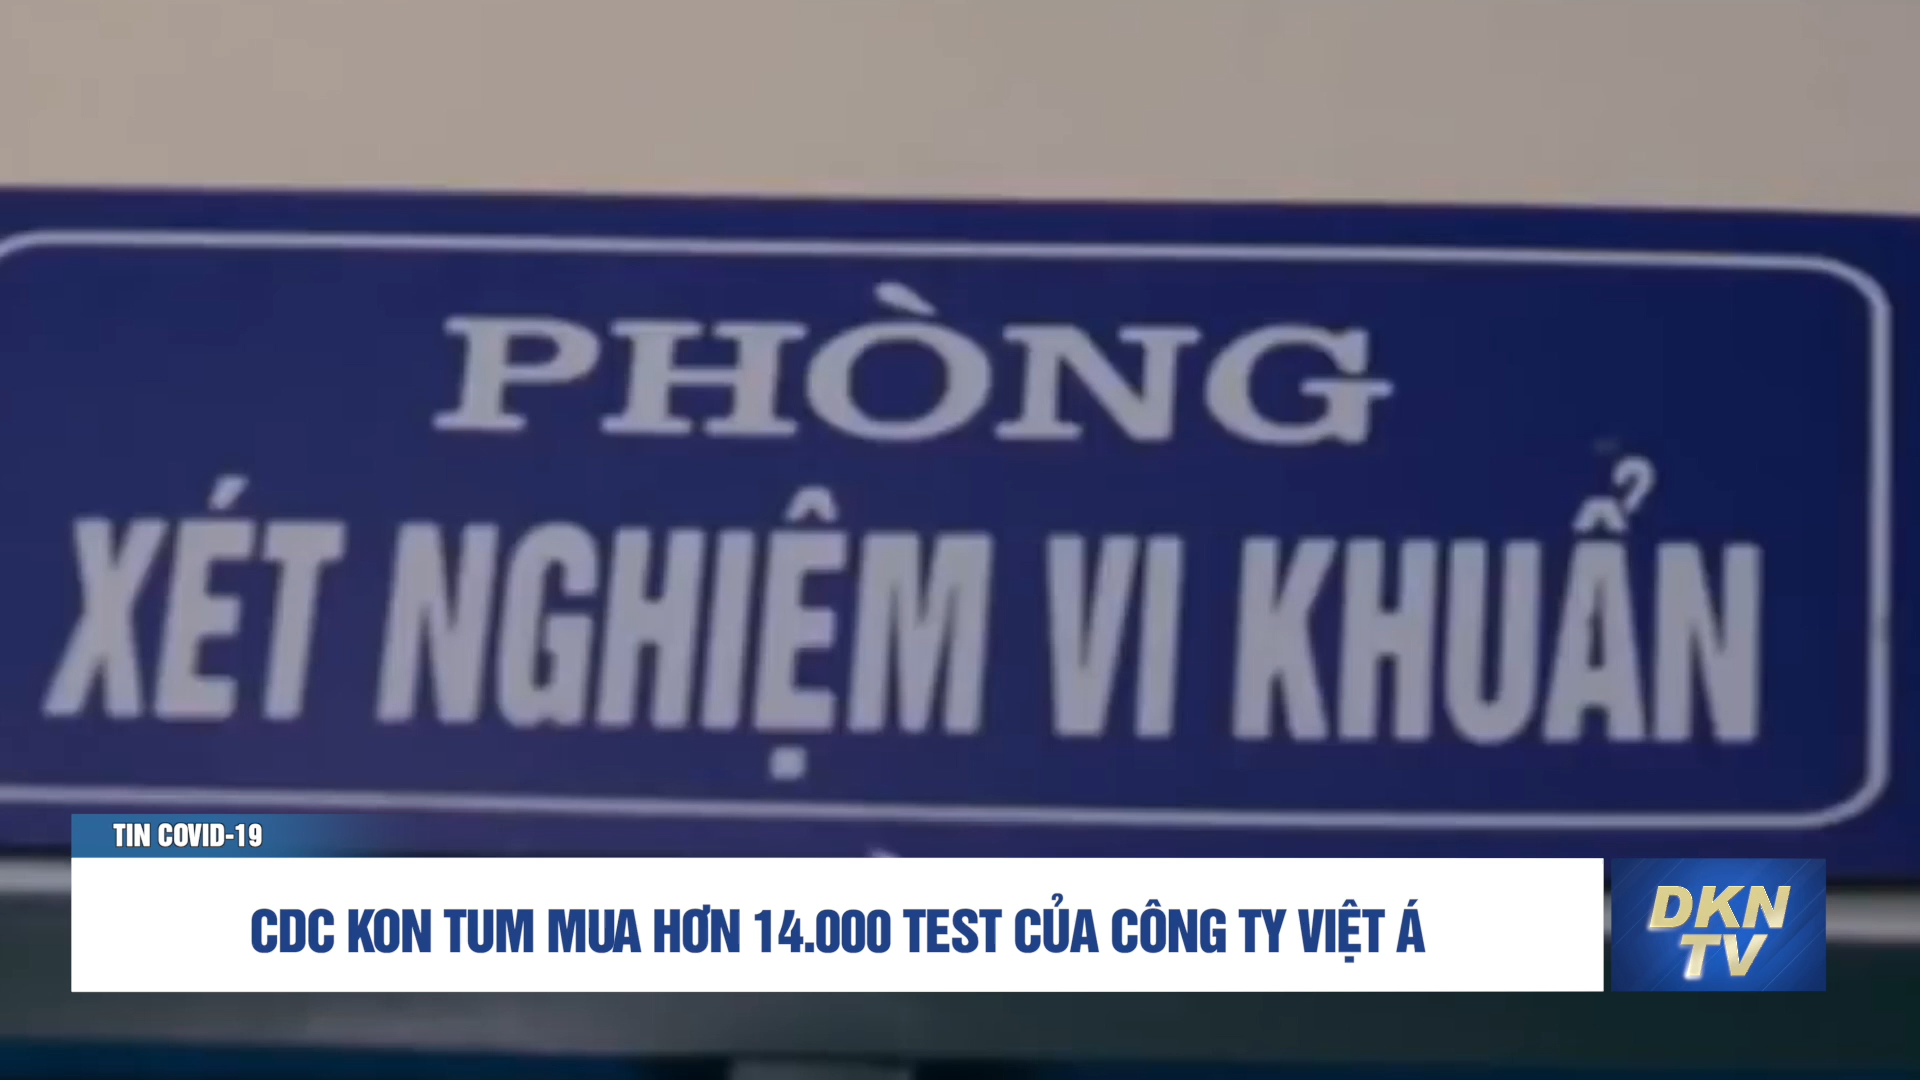 PHÒNG
XÉT NGHIỆM VI KHUẨN
TIN COVID-19
CDC KON TUM MUA HƠN 14.000 TEST CỦA CÔNG TY VIỆT Á
DKN
TV